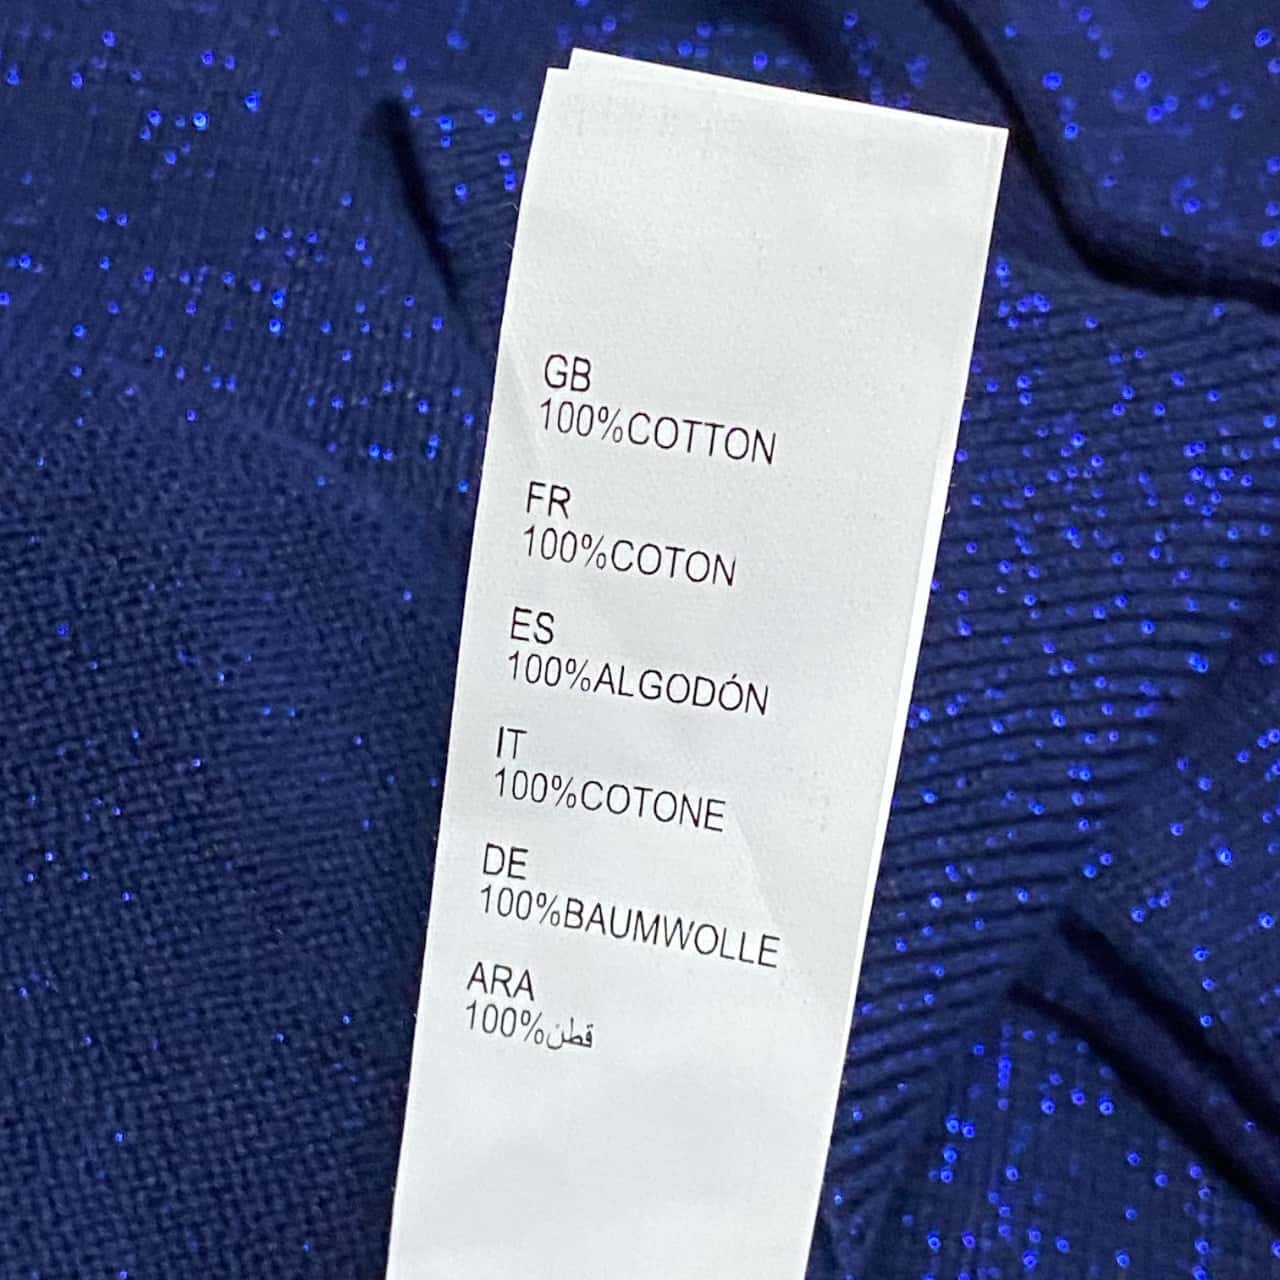 GB
100%COTTON
FR
100%COTON
ES
100%ALGODÓN
IT
100%COTONE
DE
100%BAUMWOLLE
ARA
100%قطن